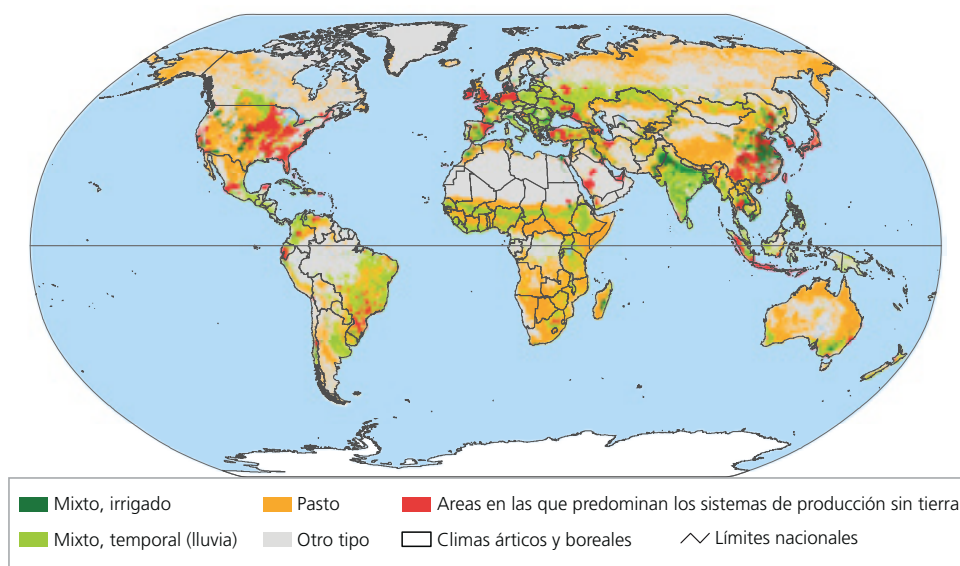 Mixto, irrigado Pasto Areas en las que predominan los sistemas de producción sin tierra
Mixto, temporal (lluvia) Otro tipo Climas árticos y boreales Límites nacionales